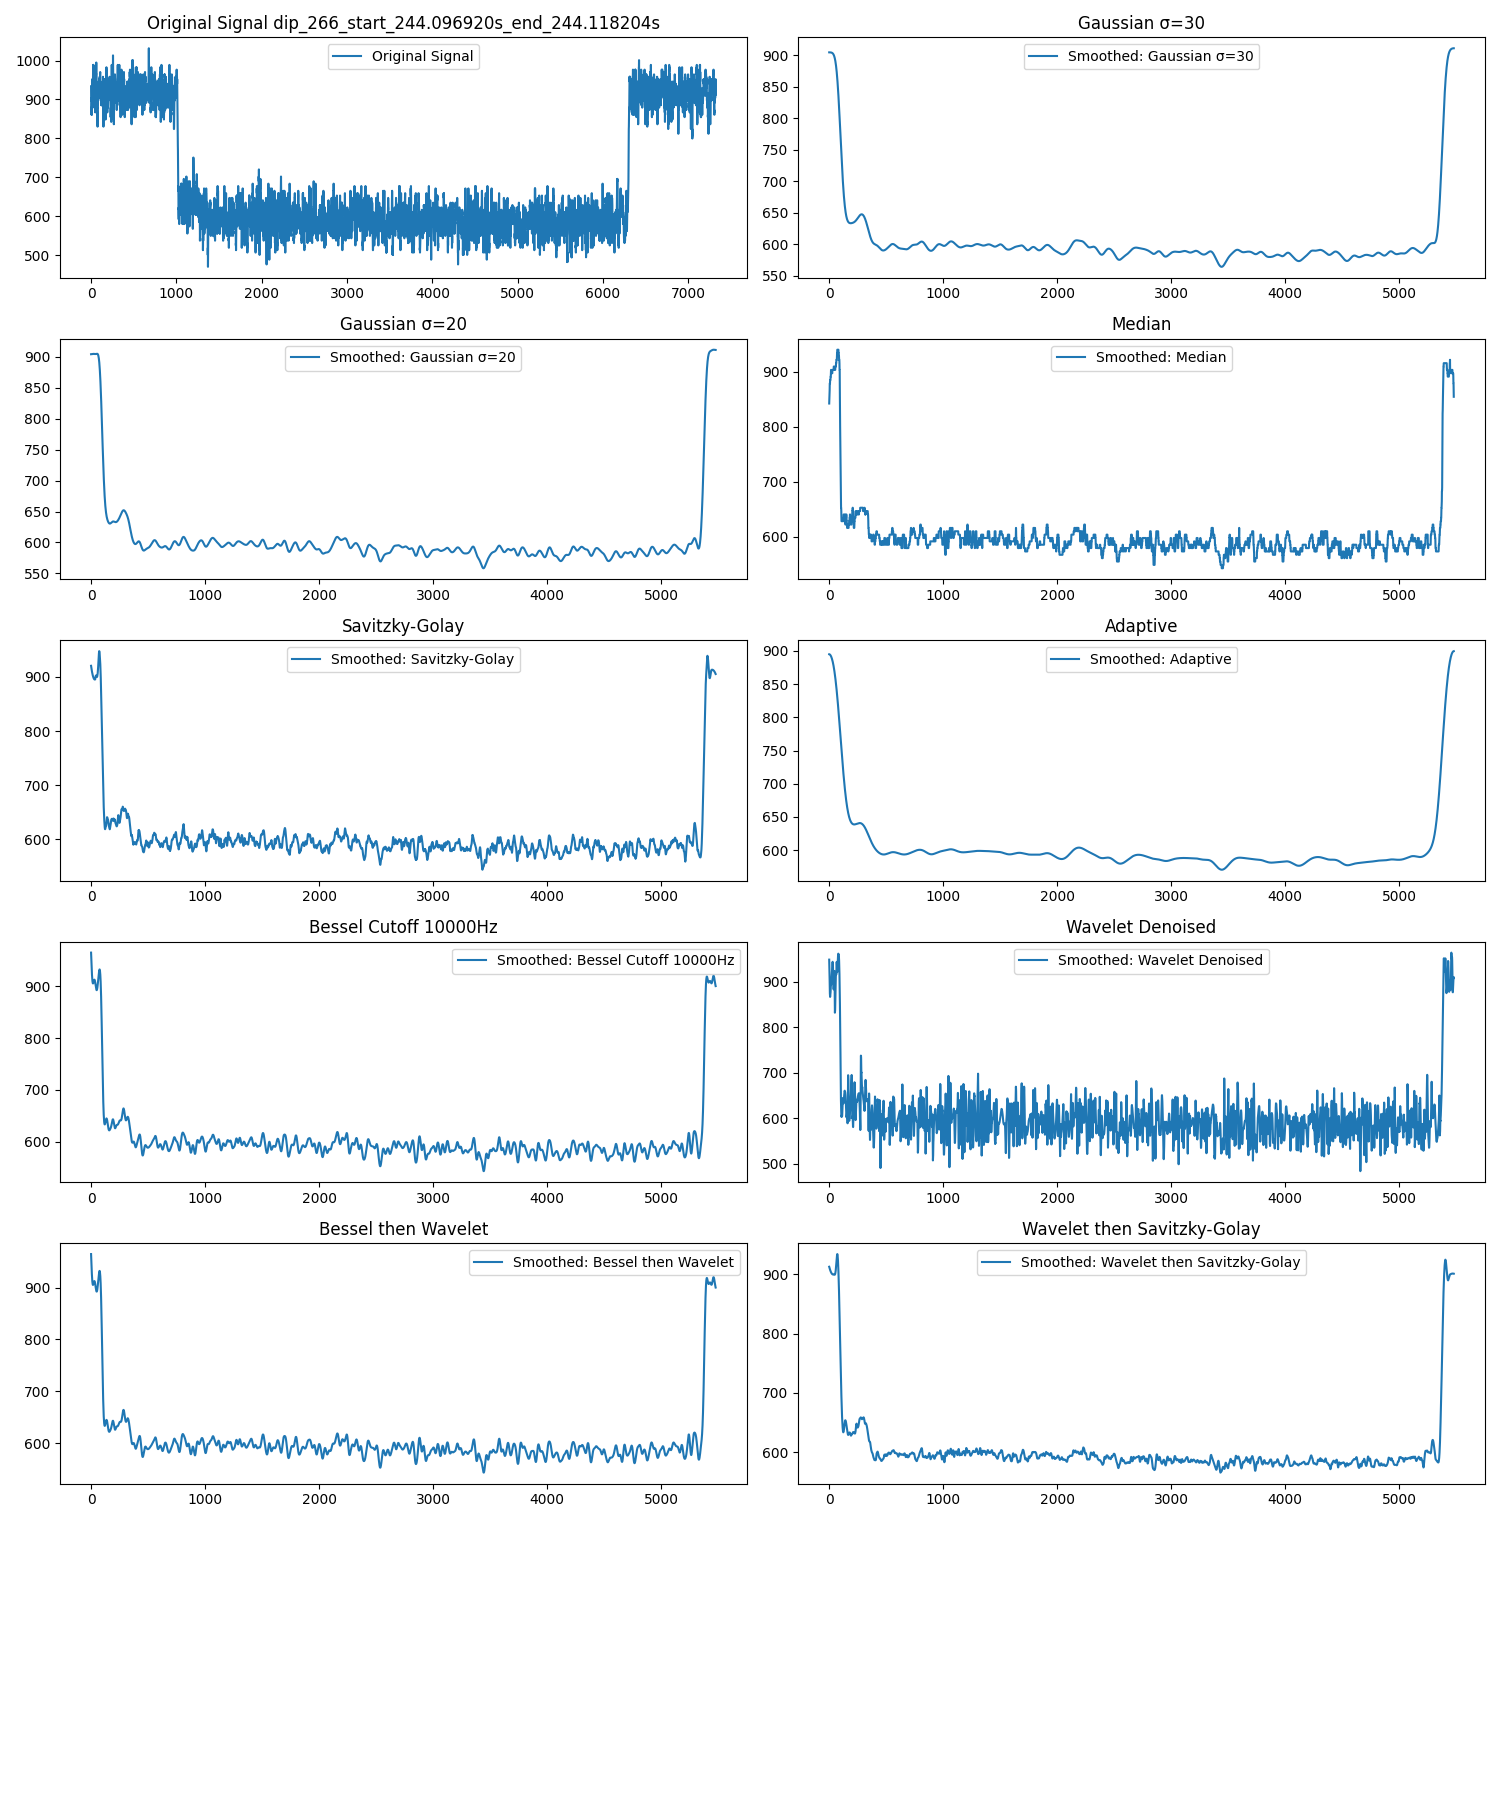 Original Signal dip_266_start_244.096920s_end_244.118204s
Original Signal
1000
900
800
700
600
500
0 1000 2000 3000 4000 5000 6000 7000
Gaussian σ=30
Smoothed: Gaussian σ=30
900
850
800
750
700
650
600
550
0 1000 2000 3000 4000 5000
Gaussian σ=20
Smoothed: Gaussian σ=20
900
850
800
750
700
650
600
550
0 1000 2000 3000 4000 5000
Median
Smoothed: Median
900
800
700
600
0 1000 2000 3000 4000 5000
Savitzky-Golay
Smoothed: Savitzky-Golay
900
800
700
600
0 1000 2000 3000 4000 5000
Adaptive
Smoothed: Adaptive
900
850
800
750
700
650
600
0 1000 2000 3000 4000 5000
Bessel Cutoff 10000Hz
Smoothed: Bessel Cutoff 10000Hz
900
800
700
600
0 1000 2000 3000 4000 5000
Wavelet Denoised
Smoothed: Wavelet Denoised
900
800
700
600
500
0 1000 2000 3000 4000 5000
Bessel then Wavelet
Smoothed: Bessel then Wavelet
900
800
700
600
0 1000 2000 3000 4000 5000
Wavelet then Savitzky-Golay
Smoothed: Wavelet then Savitzky-Golay
900
800
700
600
0 1000 2000 3000 4000 5000